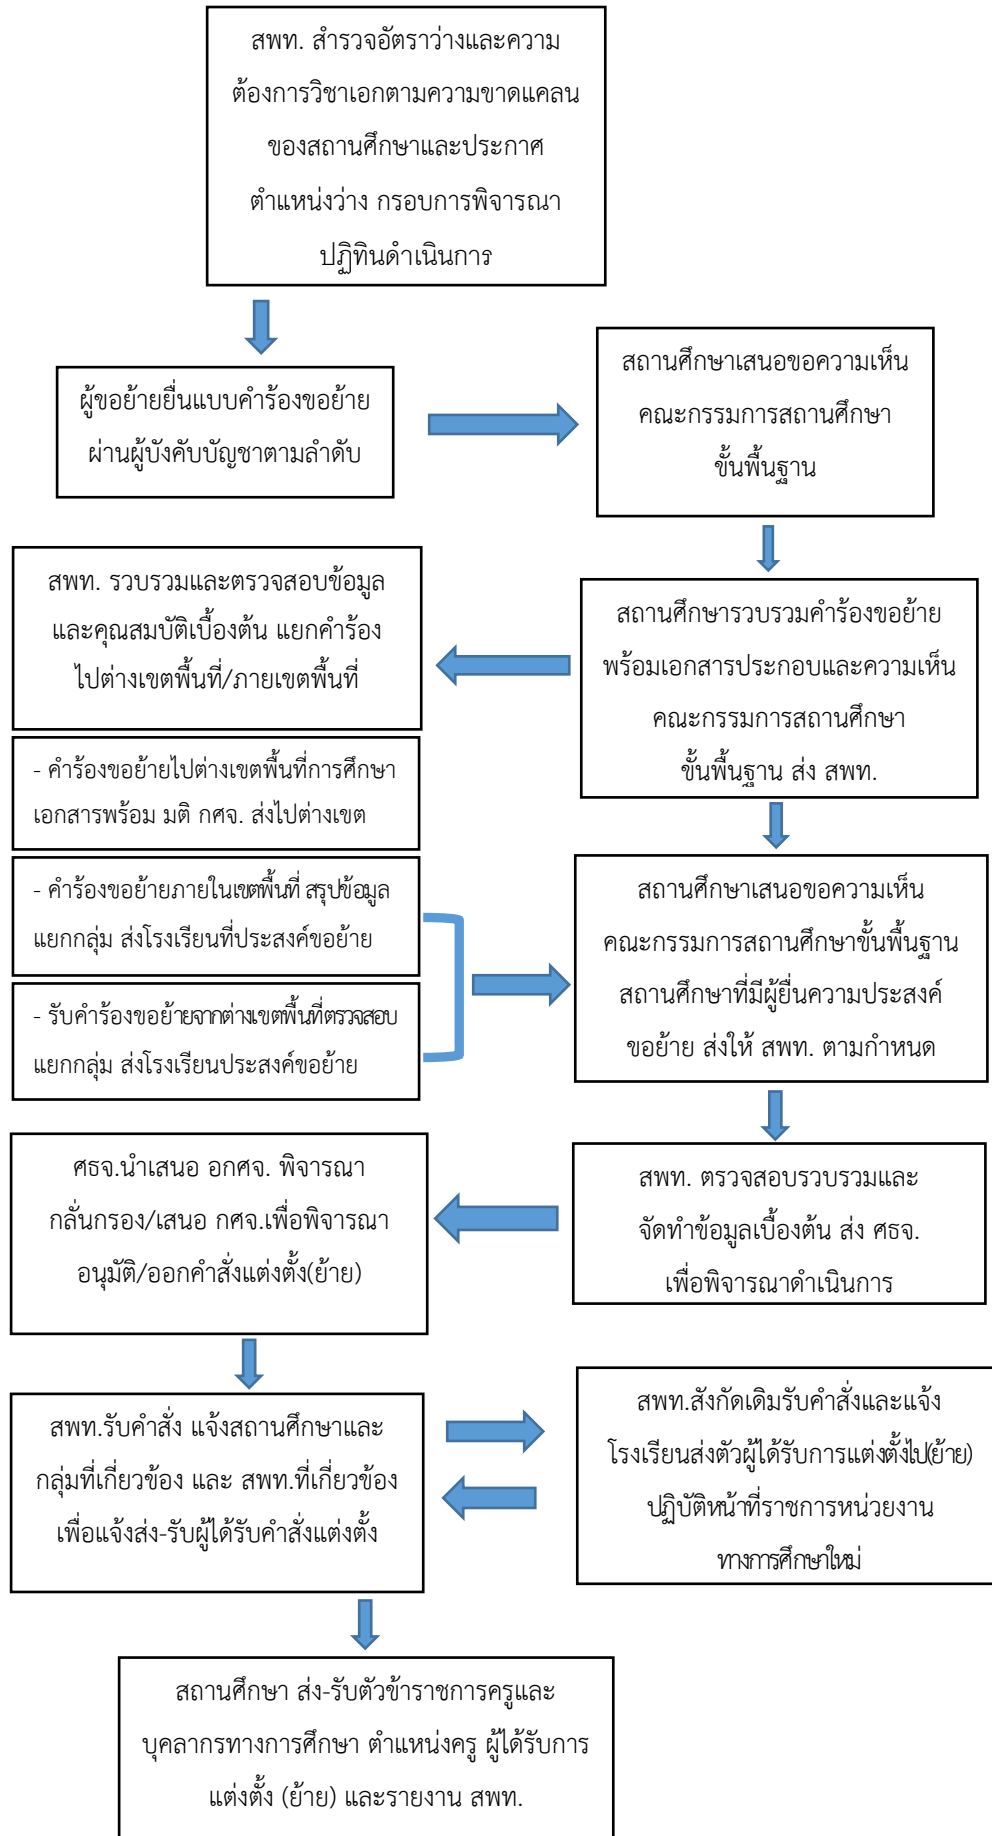 สพท. สำรวจอัตราว่างและความ
ต้องการวิชาเอกตามความขาดแคลน
ของสถานศึกษาและประกาศ
ตำแหน่งว่าง กรอบการพิจารณา
ปฏิทินดำเนินการ
ผู้ขอย้ายยื่นแบบคำร้องขอย้าย
ผ่านผู้บังคับบัญชาตามลำดับ
สถานศึกษาเสนอขอความเห็น
คณะกรรมการสถานศึกษา
ขั้นพื้นฐาน
สถานศึกษารวบรวมคำร้องขอย้าย
พร้อมเอกสารประกอบและความเห็น
คณะกรรมการสถานศึกษา
ขั้นพื้นฐาน ส่ง สพท.
สพท. รวบรวมและตรวจสอบข้อมูล
และคุณสมบัติเบื้องต้น แยกคำร้อง
ไปต่างเขตพื้นที่/ภายเขตพื้นที่
- คำร้องขอย้ายไปต่างเขตพื้นที่การศึกษา
เอกสารพร้อม มติ กศจ. ส่งไปต่างเขต
- คำร้องขอย้ายภายในเขตพื้นที่ สรุปข้อมูล
แยกกลุ่ม ส่งโรงเรียนที่ประสงค์ขอย้าย
- รับคำร้องขอย้ายจากต่างเขตพื้นที่ตรวจสอบ
แยกกลุ่ม ส่งโรงเรียนประสงค์ขอย้าย
สถานศึกษาเสนอขอความเห็น
คณะกรรมการสถานศึกษาขั้นพื้นฐาน
สถานศึกษาที่มีผู้ยื่นความประสงค์
ขอย้าย ส่งให้ สพท. ตามกำหนด
สพท. ตรวจสอบรวบรวมและ
จัดทำข้อมูลเบื้องต้น ส่ง ศธจ.
เพื่อพิจารณาดำเนินการ
ศธจ.นำเสนอ อกศจ. พิจารณา
กลั่นกรอง/เสนอ กศจ.เพื่อพิจารณา
อนุมัติ/ออกคำสั่งแต่งตั้ง(ย้าย)
สพท.รับคำสั่ง แจ้งสถานศึกษาและ
กลุ่มที่เกี่ยวข้อง และ สพท.ที่เกี่ยวข้อง
เพื่อแจ้งส่ง-รับผู้ได้รับคำสั่งแต่งตั้ง
สพท.สังกัดเดิมรับคำสั่งและแจ้ง
โรงเรียนส่งตัวผู้ได้รับการแต่งตั้งไป(ย้าย)
ปฏิบัติหน้าที่ราชการหน่วยงาน
ทางการศึกษาใหม่
สถานศึกษา ส่ง-รับตัวข้าราชการครูและ
บุคลากรทางการศึกษา ตำแหน่งครู ผู้ได้รับการ
แต่งตั้ง (ย้าย) และรายงาน สพท.